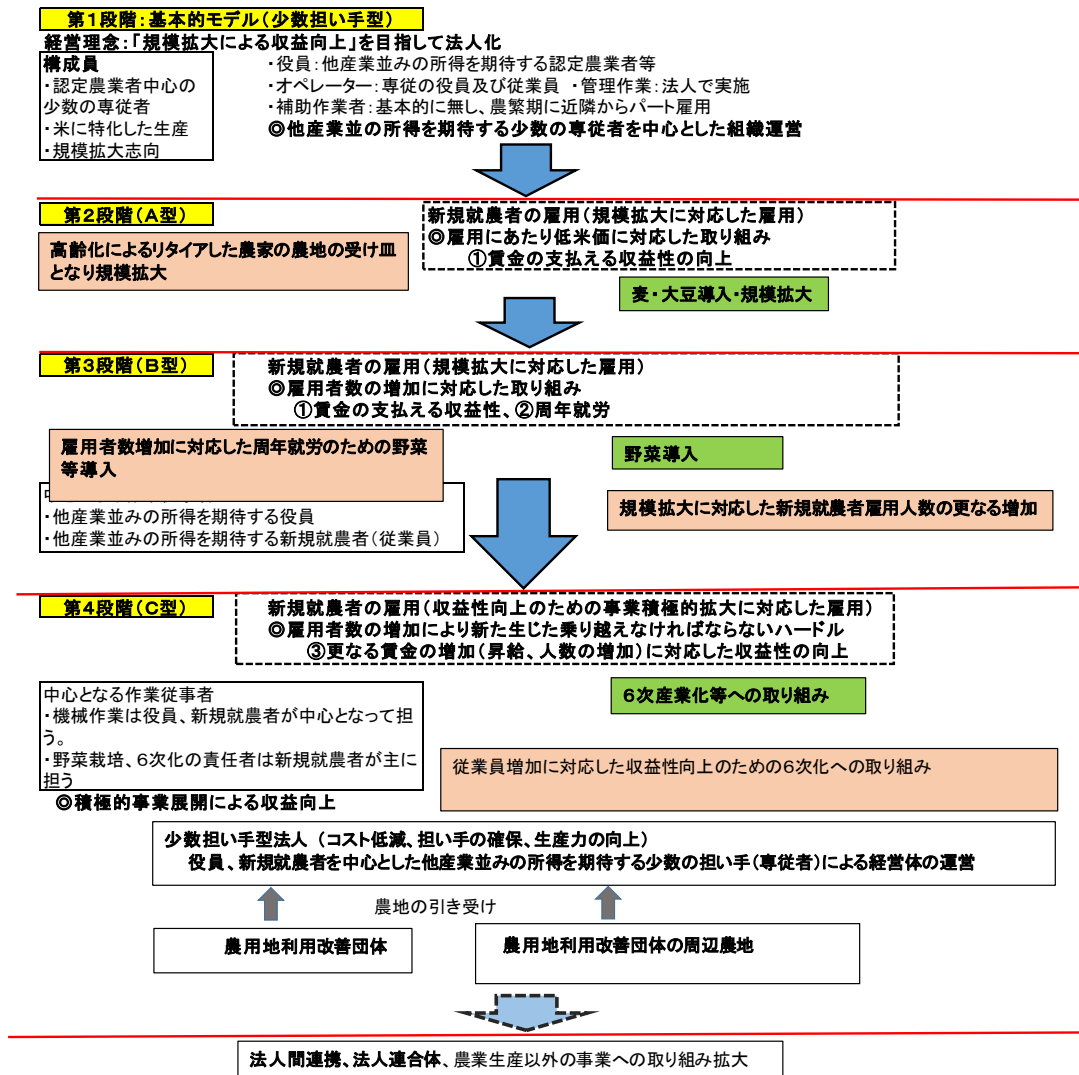 第1段階：基本的モデル（少数担い手型）
経営理念：「規模拡大による収益向上」を目指して法人化
構成員
・認定農業者中心の
少数の専従者
・米に特化した生産
・規模拡大志向
・役員：他産業並みの所得を期待する認定農業者等
・オペレーター：専従の役員及び従業員　・管理作業：法人で実施
・補助作業者：基本的に無し、農繁期に近隣からパート雇用
◎他産業並の所得を期待する少数の専従者を中心とした組織運営
第2段階（A型）
新規就農者の雇用（規模拡大に対応した雇用）
◎雇用にあたり低米価に対応した取り組み
①賃金の支払える収益性の向上
高齢化によるリタイアした農家の農地の受け皿
となり規模拡大
麦・大豆導入・規模拡大
第3段階（B型）
新規就農者の雇用（規模拡大に対応した雇用）
◎雇用者数の増加に対応した取り組み
①賃金の支払える収益性、②周年就労
雇用者数増加に対応した周年就労のための野菜
等導入
野菜導入
・他産業並みの所得を期待する役員
・他産業並みの所得を期待する新規就農者（従業員）
規模拡大に対応した新規就農者雇用人数の更なる増加
第4段階（C型）
新規就農者の雇用（収益性向上のための事業積極的拡大に対応した雇用）
◎雇用者数の増加により新た生じた乗り越えなければならないハードル
③更なる賃金の増加（昇給、人数の増加）に対応した収益性の向上
中心となる作業従事者
・機械作業は役員、新規就農者が中心となって担
う。
・野菜栽培、6次化の責任者は新規就農者が主に
担う
6次産業化等への取り組み
従業員増加に対応した収益性向上のための6次化への取り組み
◎積極的事業展開による収益向上
少数担い手型法人　（コスト低減、担い手の確保、生産力の向上）
役員、新規就農者を中心とした他産業並みの所得を期待する少数の担い手（専従者）による経営体の運営
農地の引き受け
農用地利用改善団体
農用地利用改善団体の周辺農地
法人間連携、法人連合体、農業生産以外の事業への取り組み拡大